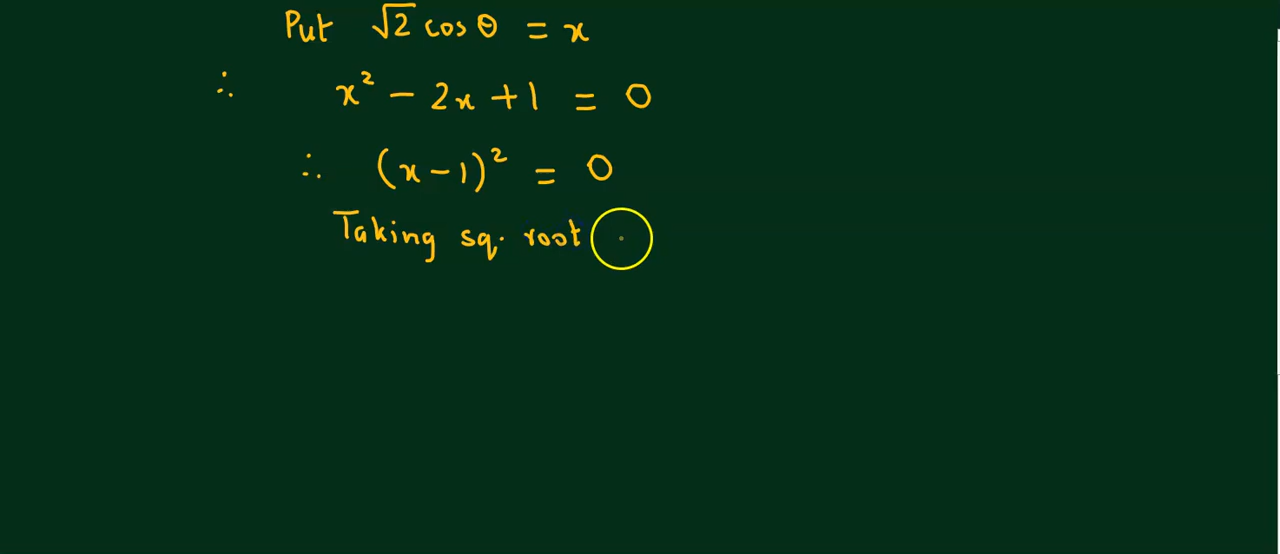 Put √2 cos θ = x
∴ x² − 2x + 1 = 0
∴ (x − 1)² = 0
Taking sq. root